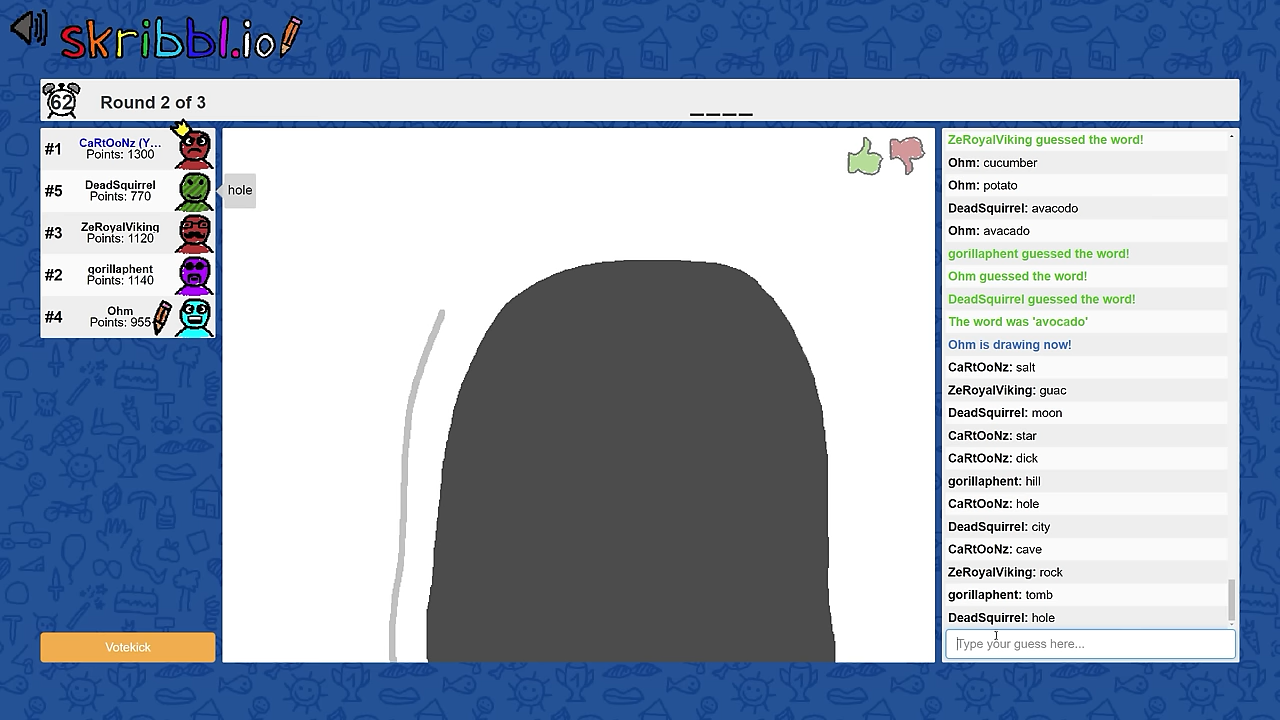 skribbl.io
62
Round 2 of 3
____
#1
CaRtOoNz (Y...
Points: 1300
#5
DeadSquirrel
Points: 770
hole
#3
ZeRoyalViking
Points: 1120
#2
gorillaphent
Points: 1140
#4
Ohm
Points: 955
Votekick
ZeRoyalViking guessed the word!
Ohm: cucumber
Ohm: potato
DeadSquirrel: avacodo
Ohm: avacado
gorillaphent guessed the word!
Ohm guessed the word!
DeadSquirrel guessed the word!
The word was 'avocado'
Ohm is drawing now!
CaRtOoNz: salt
ZeRoyalViking: guac
DeadSquirrel: moon
CaRtOoNz: star
CaRtOoNz: dick
gorillaphent: hill
CaRtOoNz: hole
DeadSquirrel: city
CaRtOoNz: cave
ZeRoyalViking: rock
gorillaphent: tomb
DeadSquirrel: hole
Type your guess here...